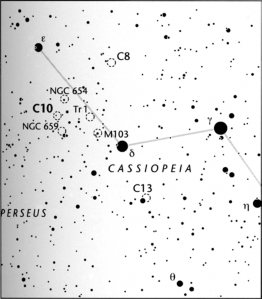 ε
C8
NGC 654
C10
Tr 1
γ
NGC 659
M103
δ
CASSIOPEIA
C13
η
PERSEUS
θ